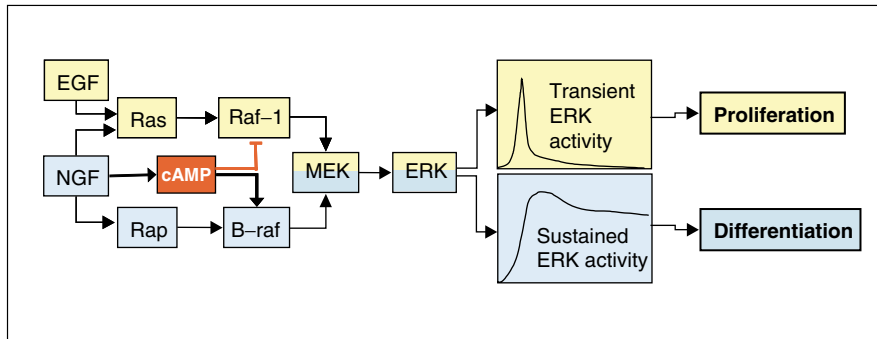 EGF
Ras
Raf–1
NGF
cAMP
MEK
ERK
Rap
B–raf
Transient
ERK
activity
Proliferation
Sustained
ERK activity
Differentiation